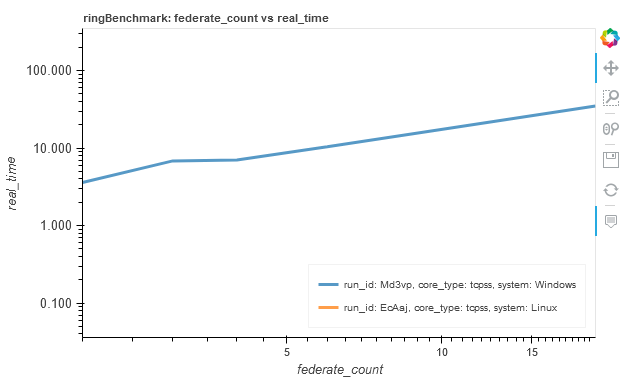 ringBenchmark: federate_count vs real_time
100.000
10.000
1.000
0.100
real_time
run_id: Md3vp, core_type: tcpss, system: Windows
run_id: EcAaj, core_type: tcpss, system: Linux
5
10
15
federate_count